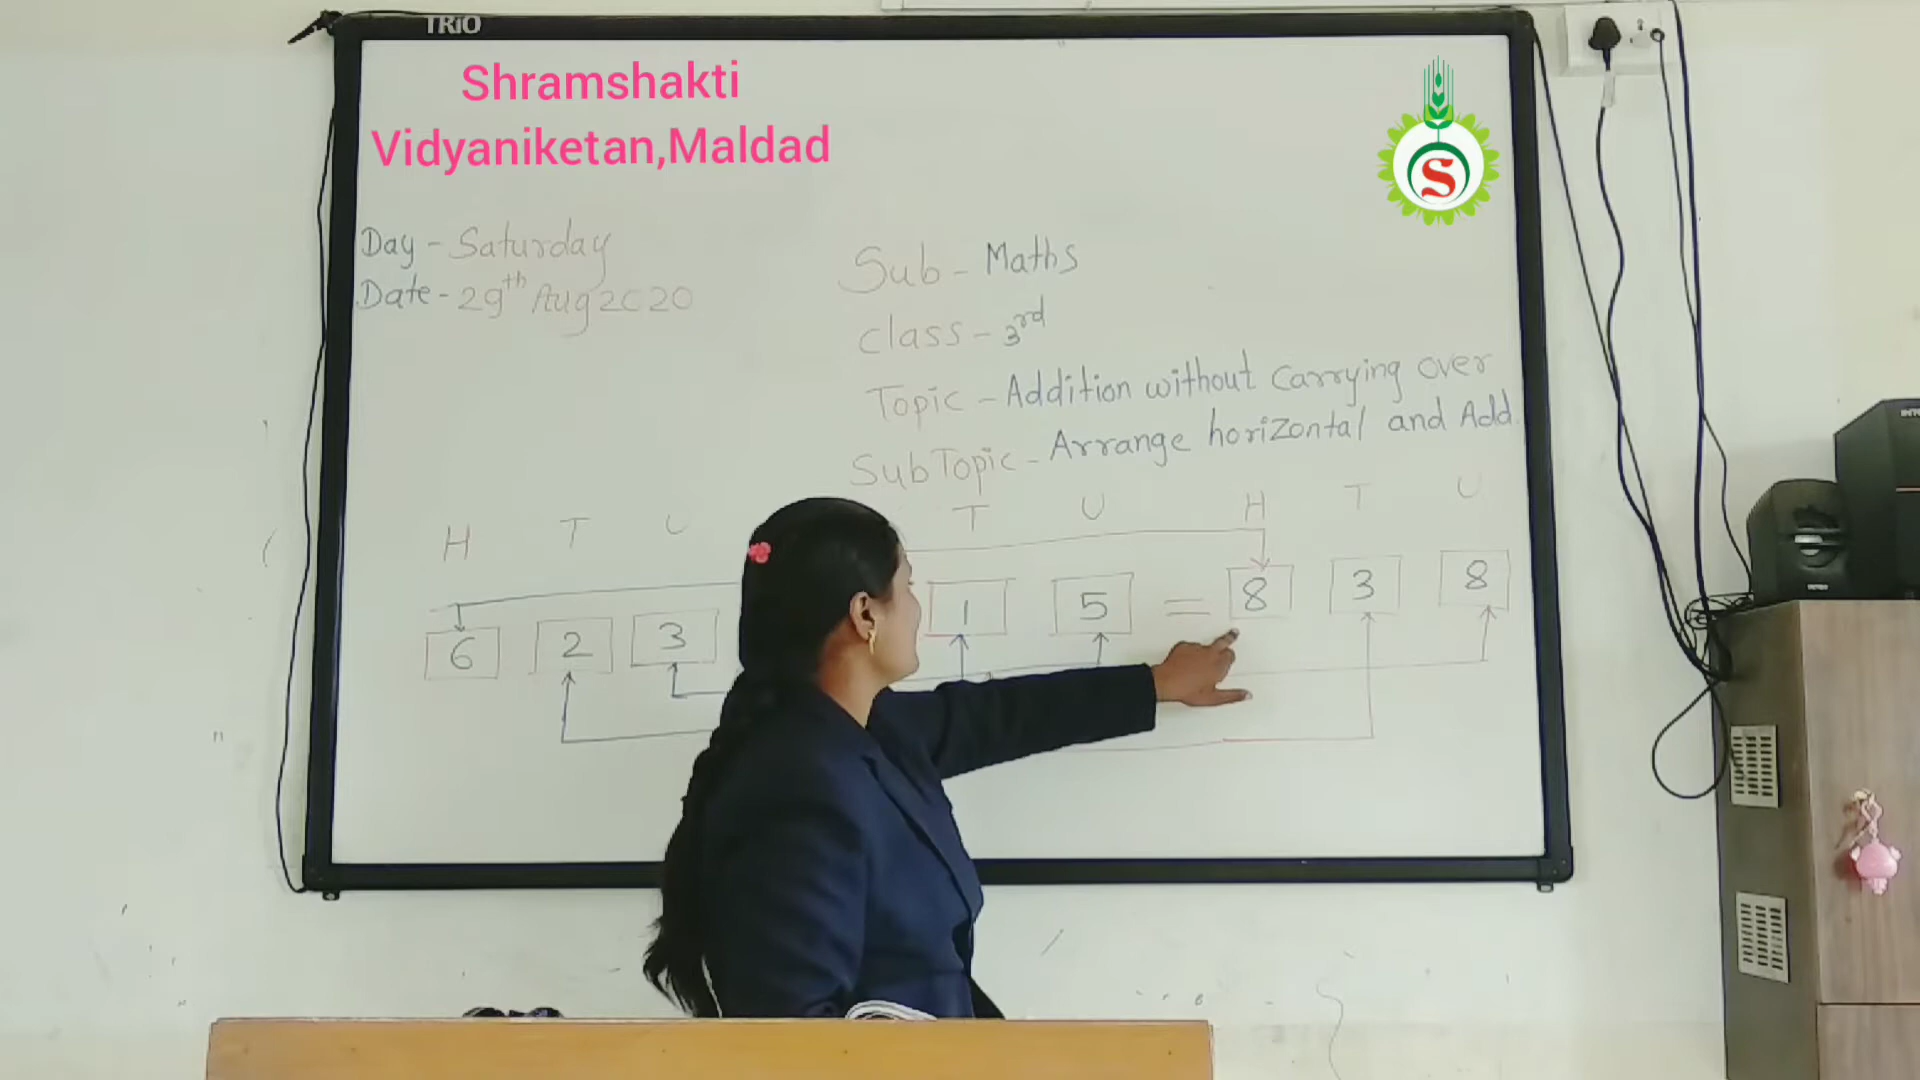 TRiO
Shramshakti
Vidyaniketan,Maldad
S
Day - Saturday
Date - 29th Aug 2020
Sub - Maths
Class - 3rd
Topic - Addition without Carrying over
SubTopic - Arrange horizontal and Add.
H T U T U H T U
6 2 3 1 5 = 8 3 8